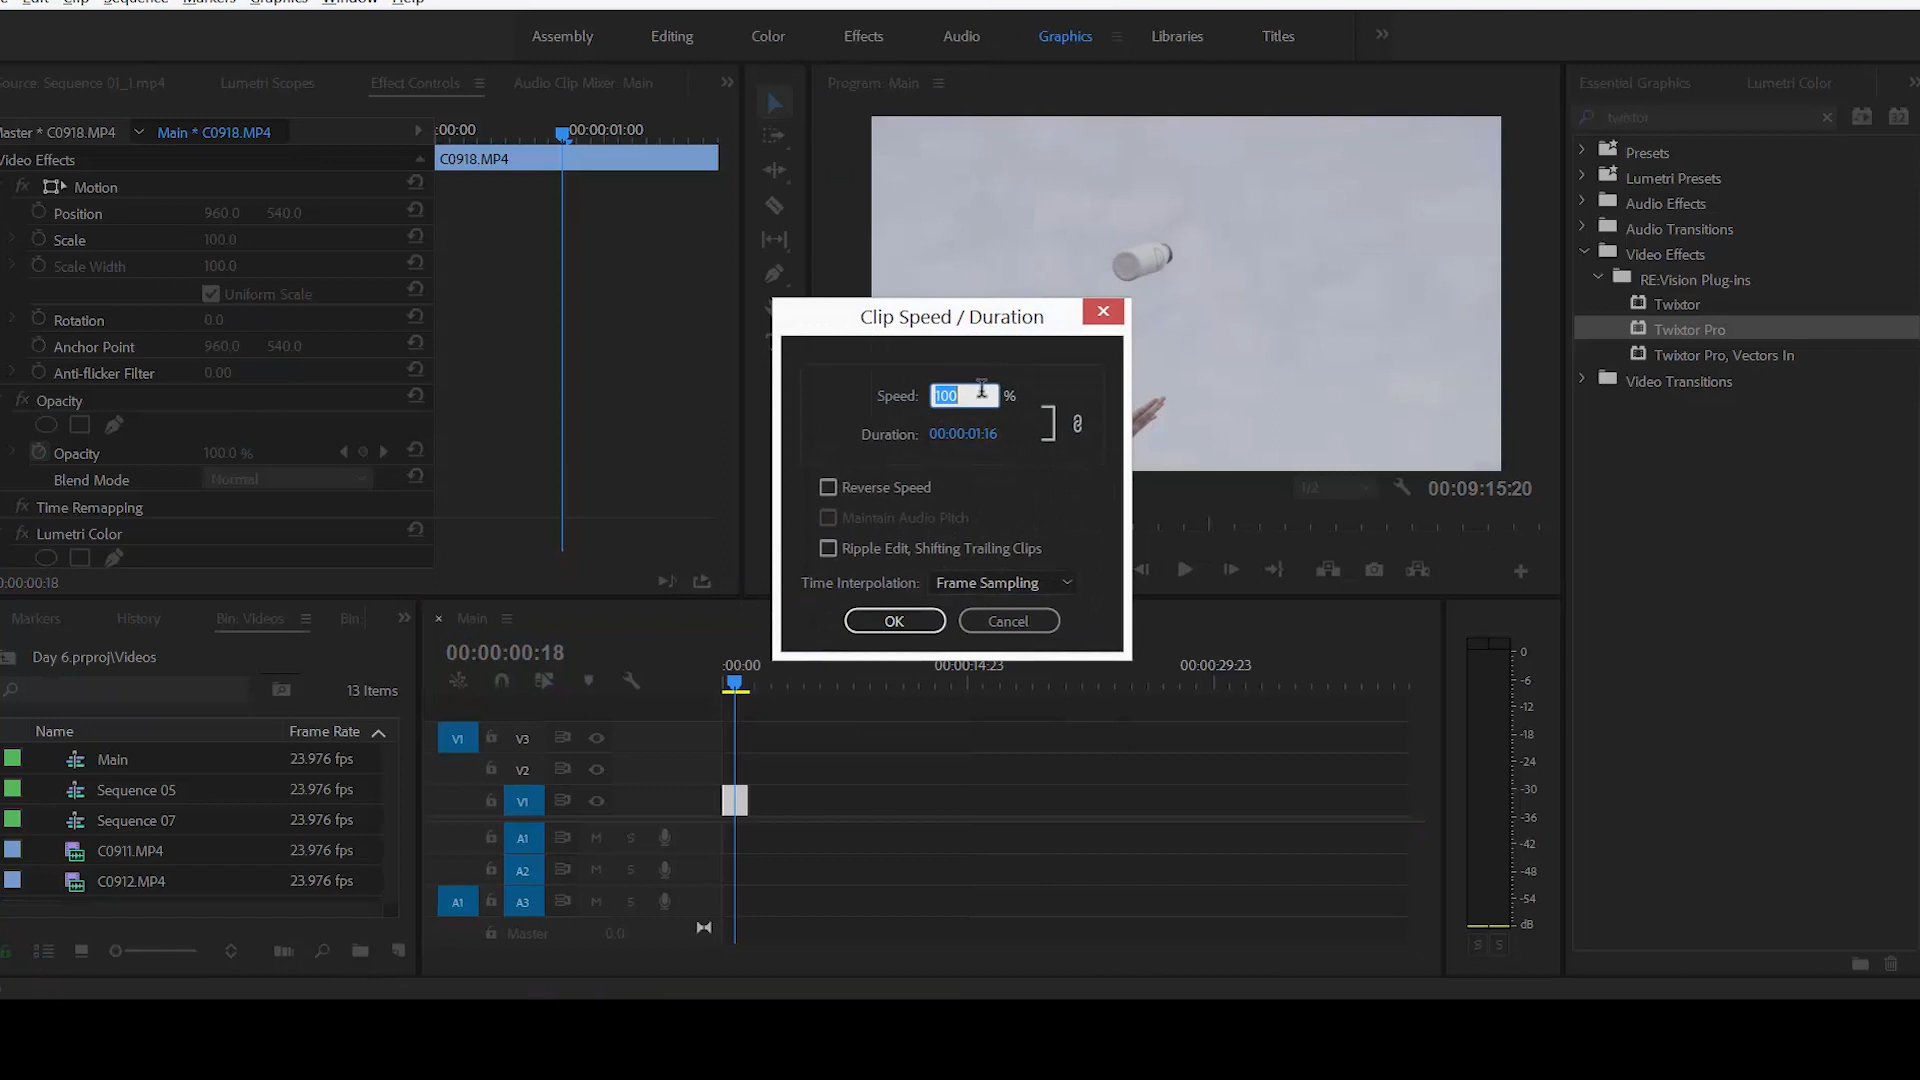 Edit Clip Sequence Markers Graphics Window Help
Assembly Editing Color Effects Audio Graphics Libraries Titles
Source: Sequence 01_1.mp4 Lumetri Scopes Effect Controls Audio Clip Mixer: Main
Program: Main
Essential Graphics Lumetri Color
Master * C0918.MP4 Main * C0918.MP4
:00:00 00:00:01:00
twixtor
Video Effects
C0918.MP4
Motion
Position 960.0 540.0
Scale 100.0
Scale Width 100.0
Uniform Scale
Rotation 0.0
Anchor Point 960.0 540.0
Anti-flicker Filter 0.00
Opacity
Opacity 100.0 %
Blend Mode Normal
Time Remapping
Lumetri Color
0:00:00:18
Presets
Lumetri Presets
Audio Effects
Audio Transitions
Video Effects
RE:Vision Plug-ins
Twixtor
Twixtor Pro
Twixtor Pro, Vectors In
Video Transitions
Clip Speed / Duration
Speed: 100 %
Duration: 00:00:01:16
Reverse Speed
Maintain Audio Pitch
Ripple Edit, Shifting Trailing Clips
Time Interpolation: Frame Sampling
OK Cancel
1/2 00:09:15:20
Markers History Bin: Videos Bin:
Day 6.prproj\Videos
13 Items
Name Frame Rate
Main 23.976 fps
Sequence 05 23.976 fps
Sequence 07 23.976 fps
C0911.MP4 23.976 fps
C0912.MP4 23.976 fps
× Main
00:00:00:18
:00:00 00:00:14:23 00:00:29:23
V1 V3
V2
V1
A1 M S
A2 M S
A1 A3 M S
Master 0.0
0
-6
-12
-18
-24
-30
-36
-42
-48
-54
dB
S S